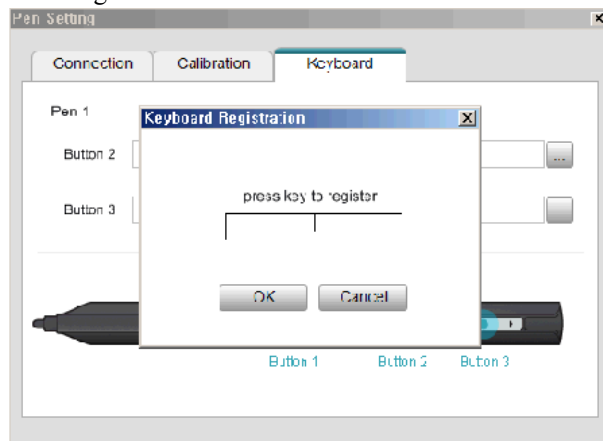 Pen Setting
Connection Calibration Keyboard
Pen 1
Keyboard Registration
Button 2
...
press key to register
Button 3
OK Cancel
Button 1 Button 2 Button 3